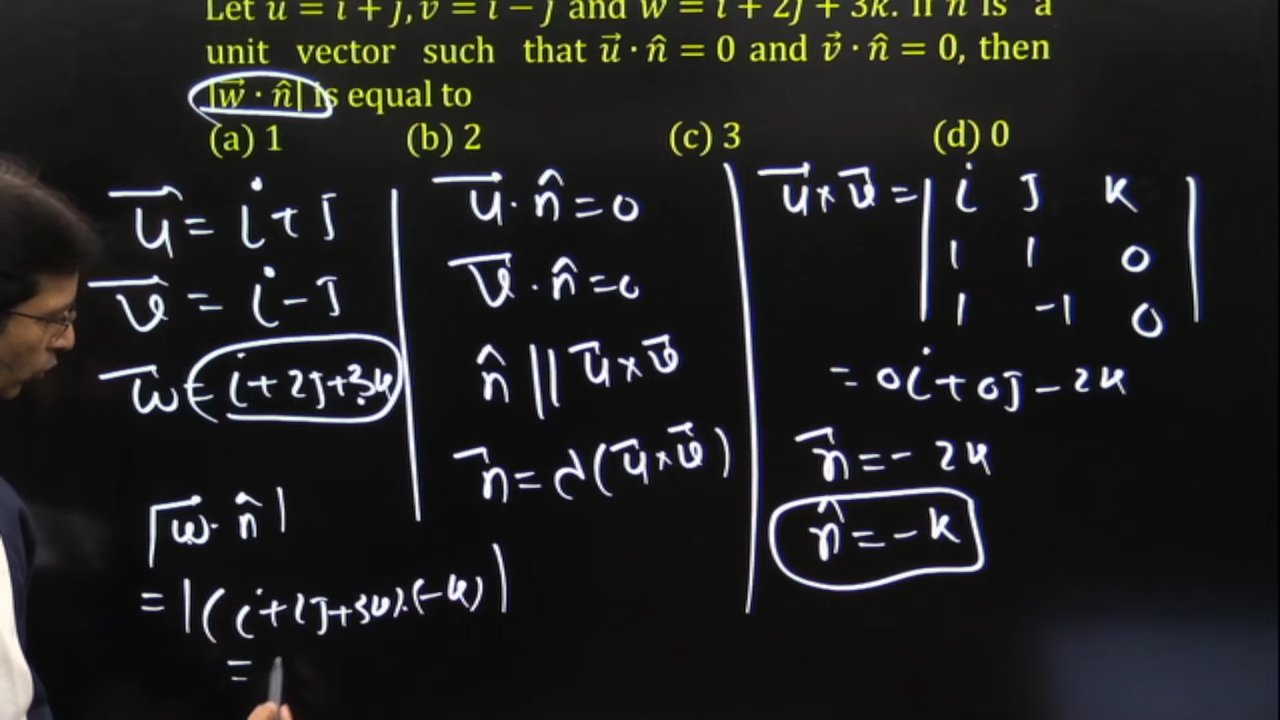 Let u⃗ = î + ĵ, v⃗ = î − ĵ and w⃗ = î + 2ĵ + 3k̂. If n̂ is a
unit vector such that u⃗ · n̂ = 0 and v⃗ · n̂ = 0, then
|w⃗ · n̂| is equal to
(a) 1 (b) 2 (c) 3 (d) 0
u⃗ = i + j
v⃗ = i − j
w⃗ = i + 2j + 3k
|w⃗ · n̂|
= |(i + 2j + 3k) · (−k)|
=
u⃗ · n̂ = 0
v⃗ · n̂ = 0
n̂ || u⃗ × v⃗
n⃗ = λ(u⃗ × v⃗)
u⃗ × v⃗ = | i j k |
1 1 0
1 -1 0
= 0i + 0j − 2k
n⃗ = − 2k
n̂ = − k